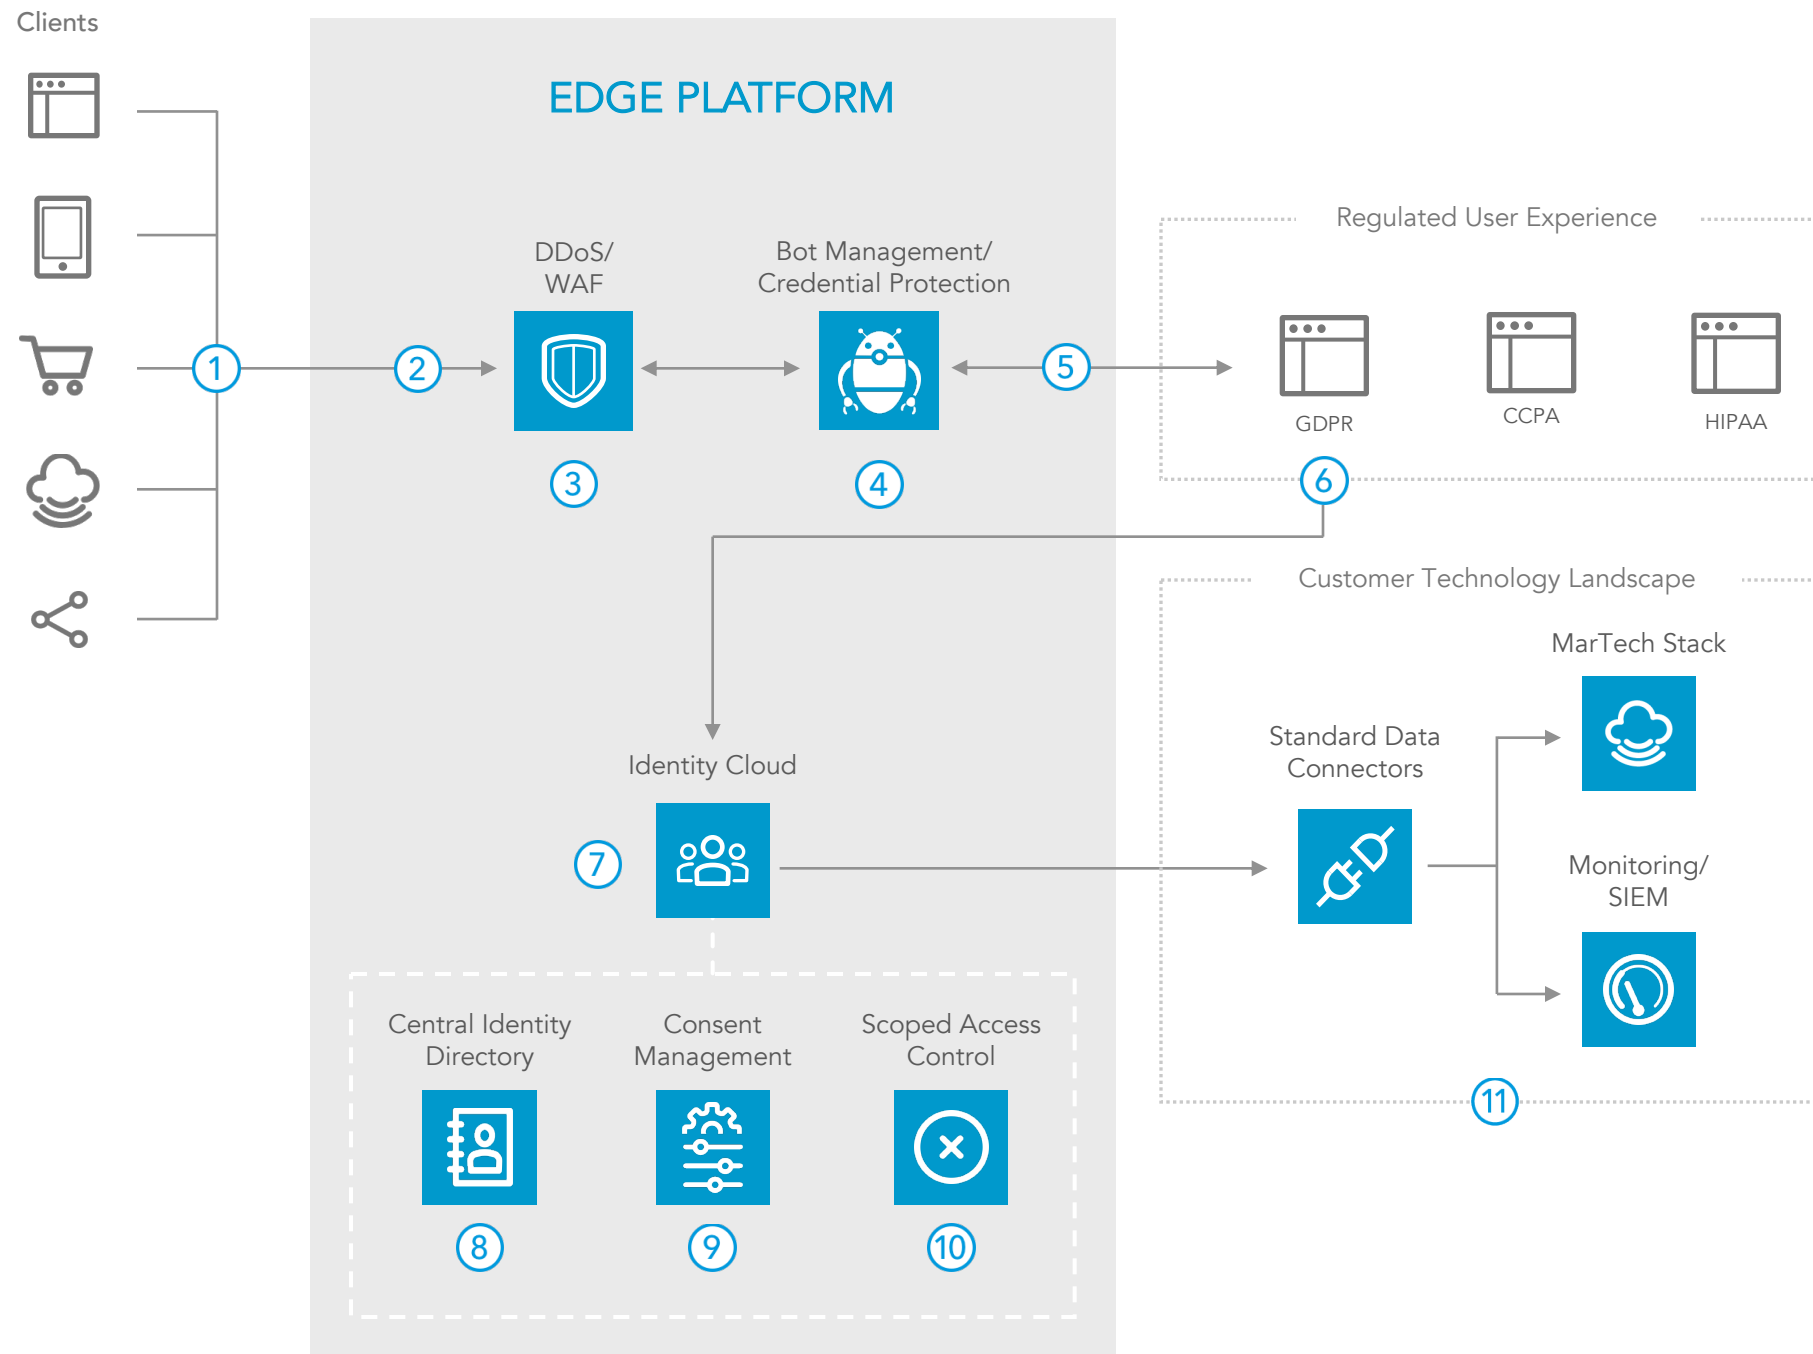 Clients
EDGE PLATFORM
DDoS/
WAF
Bot Management/
Credential Protection
Regulated User Experience
GDPR
CCPA
HIPAA
1
2
3
4
5
6
Customer Technology Landscape
MarTech Stack
Standard Data
Connectors
Monitoring/
SIEM
Identity Cloud
7
Central Identity
Directory
Consent
Management
Scoped Access
Control
8
9
10
11